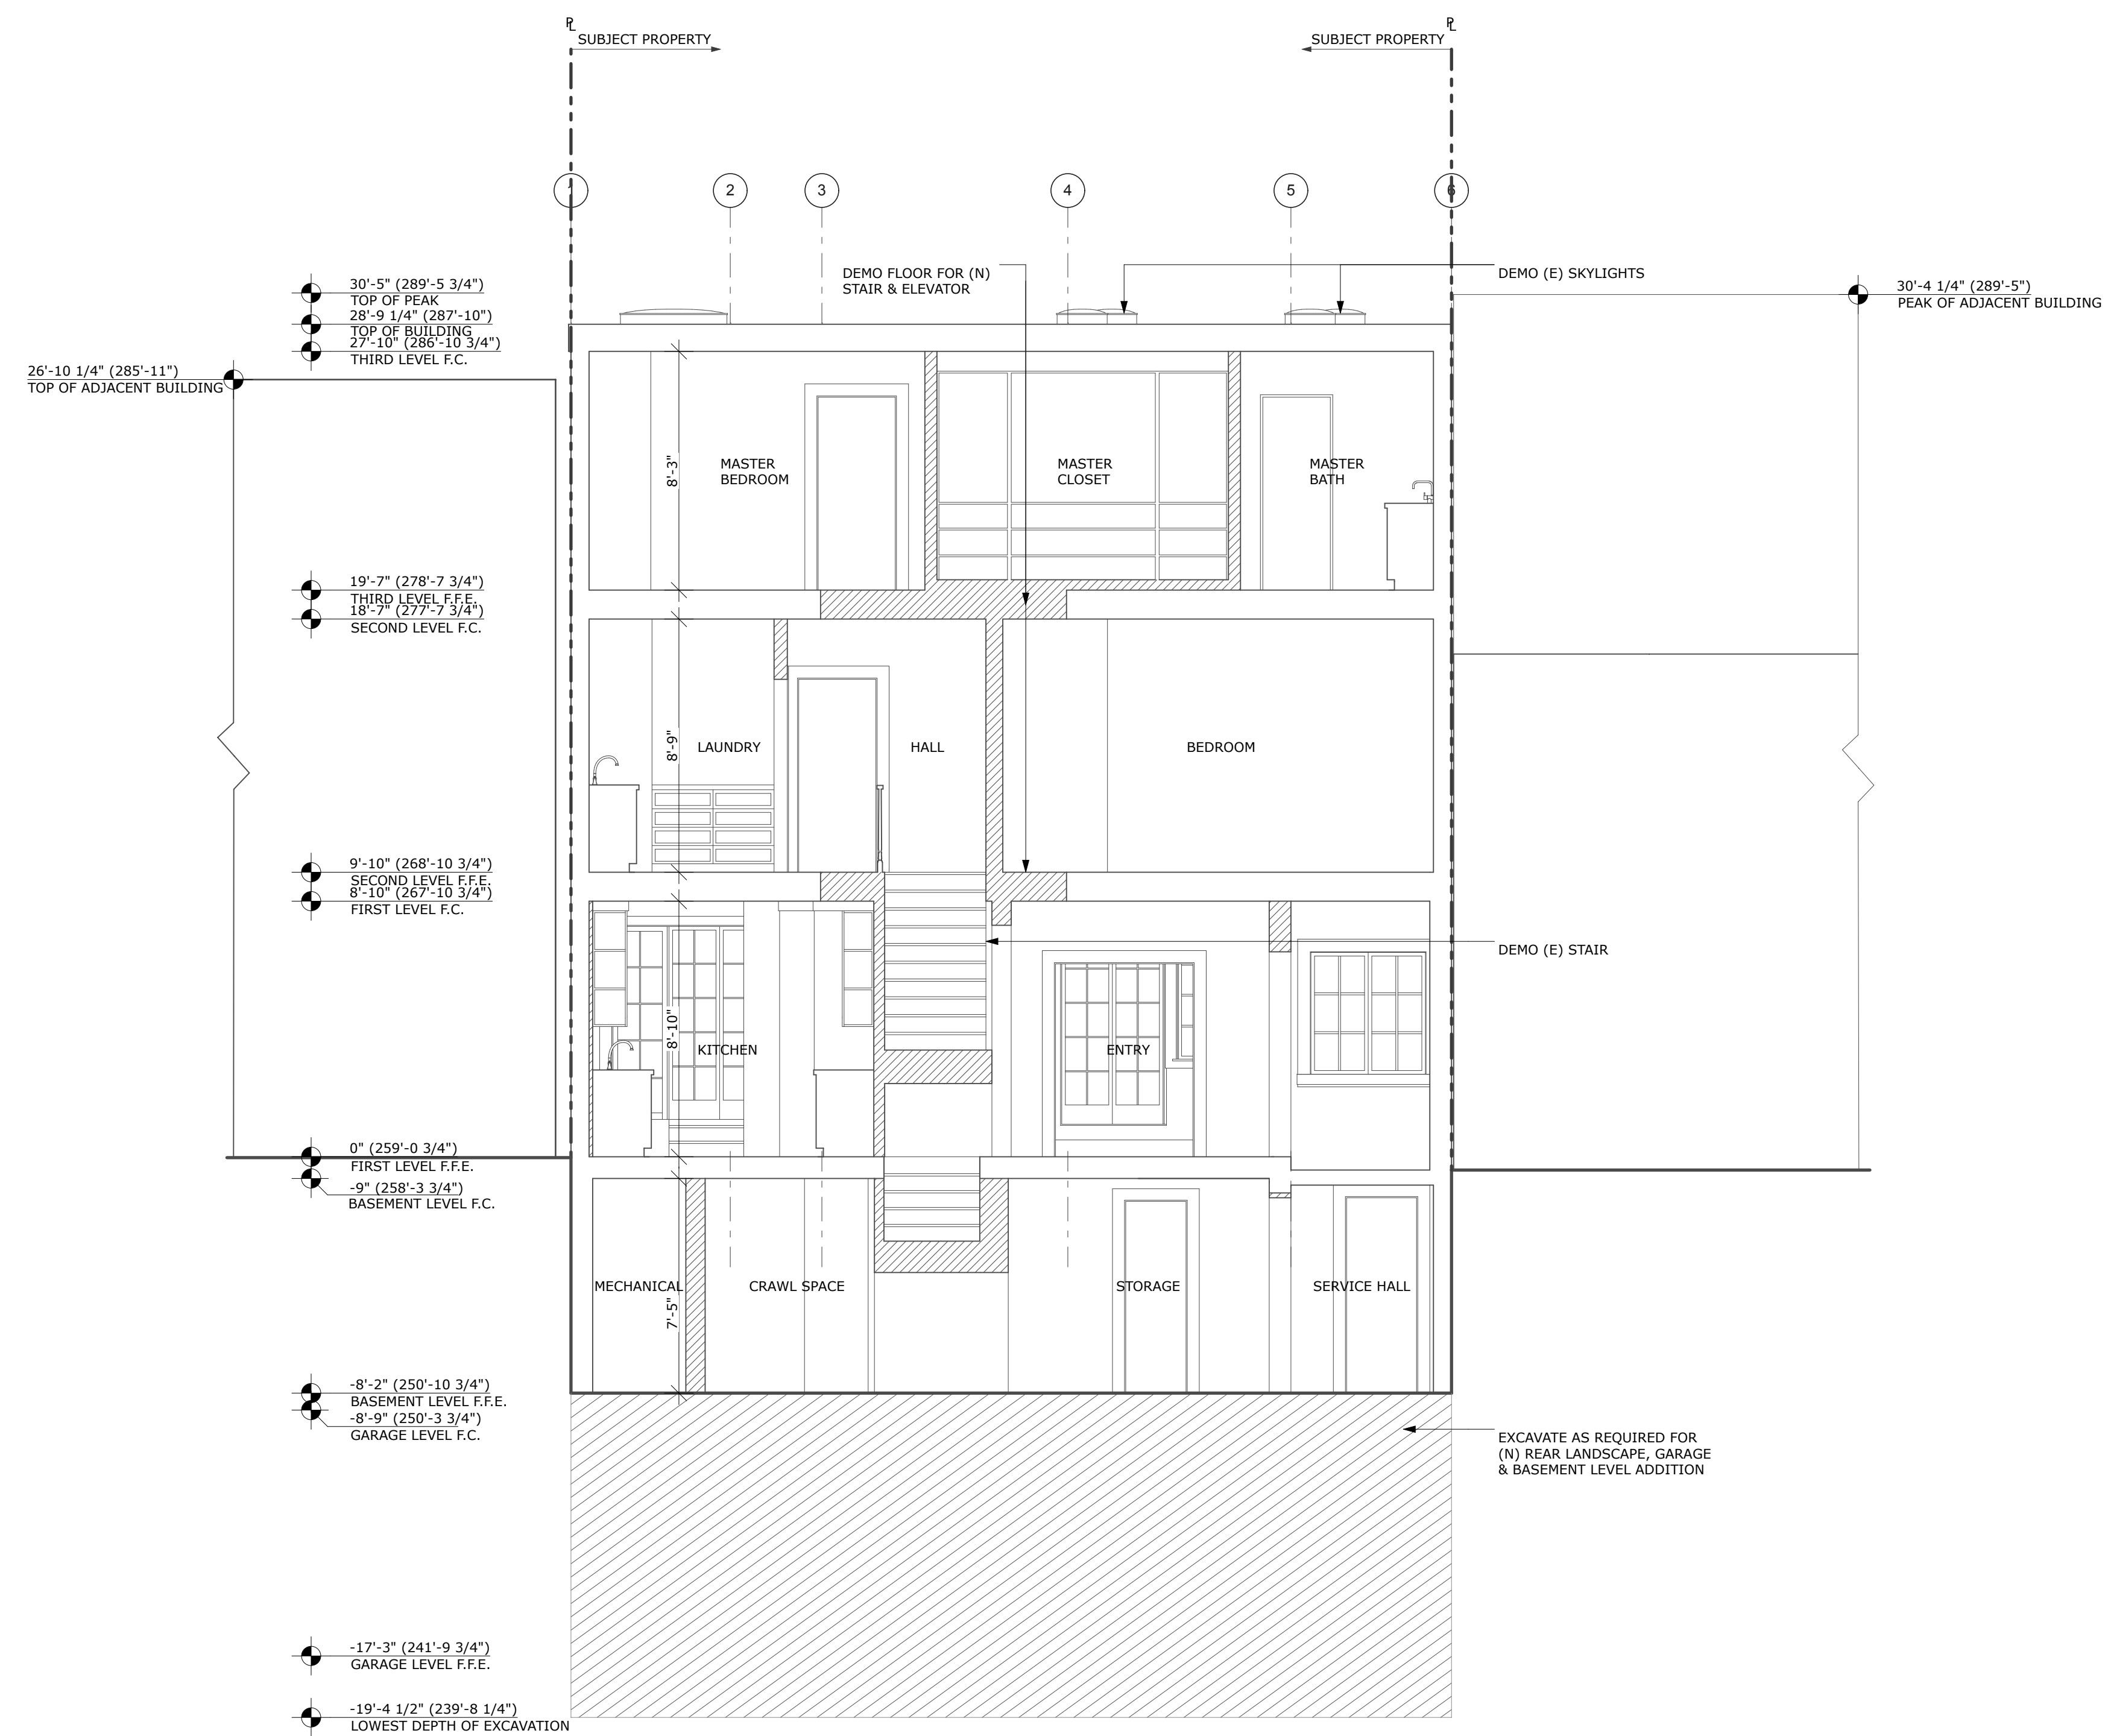 PL
PL
SUBJECT PROPERTY
SUBJECT PROPERTY
1
2
3
4
5
6
DEMO FLOOR FOR (N)
STAIR & ELEVATOR
DEMO (E) SKYLIGHTS
30'-5" (289'-5 3/4")
TOP OF PEAK
28'-9 1/4" (287'-10")
TOP OF BUILDING
27'-10" (286'-10 3/4")
THIRD LEVEL F.C.
30'-4 1/4" (289'-5")
PEAK OF ADJACENT BUILDING
26'-10 1/4" (285'-11")
TOP OF ADJACENT BUILDING
8'-3"
MASTER
BEDROOM
MASTER
CLOSET
MASTER
BATH
19'-7" (278'-7 3/4")
THIRD LEVEL F.F.E.
18'-7" (277'-7 3/4")
SECOND LEVEL F.C.
8'-9"
LAUNDRY
HALL
BEDROOM
9'-10" (268'-10 3/4")
SECOND LEVEL F.F.E.
8'-10" (267'-10 3/4")
FIRST LEVEL F.C.
DEMO (E) STAIR
8'-10"
KITCHEN
ENTRY
0" (259'-0 3/4")
FIRST LEVEL F.F.E.
-9" (258'-3 3/4")
BASEMENT LEVEL F.C.
MECHANICAL
CRAWL SPACE
STORAGE
SERVICE HALL
7'-5"
-8'-2" (250'-10 3/4")
BASEMENT LEVEL F.F.E.
-8'-9" (250'-3 3/4")
GARAGE LEVEL F.C.
EXCAVATE AS REQUIRED FOR
(N) REAR LANDSCAPE, GARAGE
& BASEMENT LEVEL ADDITION
-17'-3" (241'-9 3/4")
GARAGE LEVEL F.F.E.
-19'-4 1/2" (239'-8 1/4")
LOWEST DEPTH OF EXCAVATION